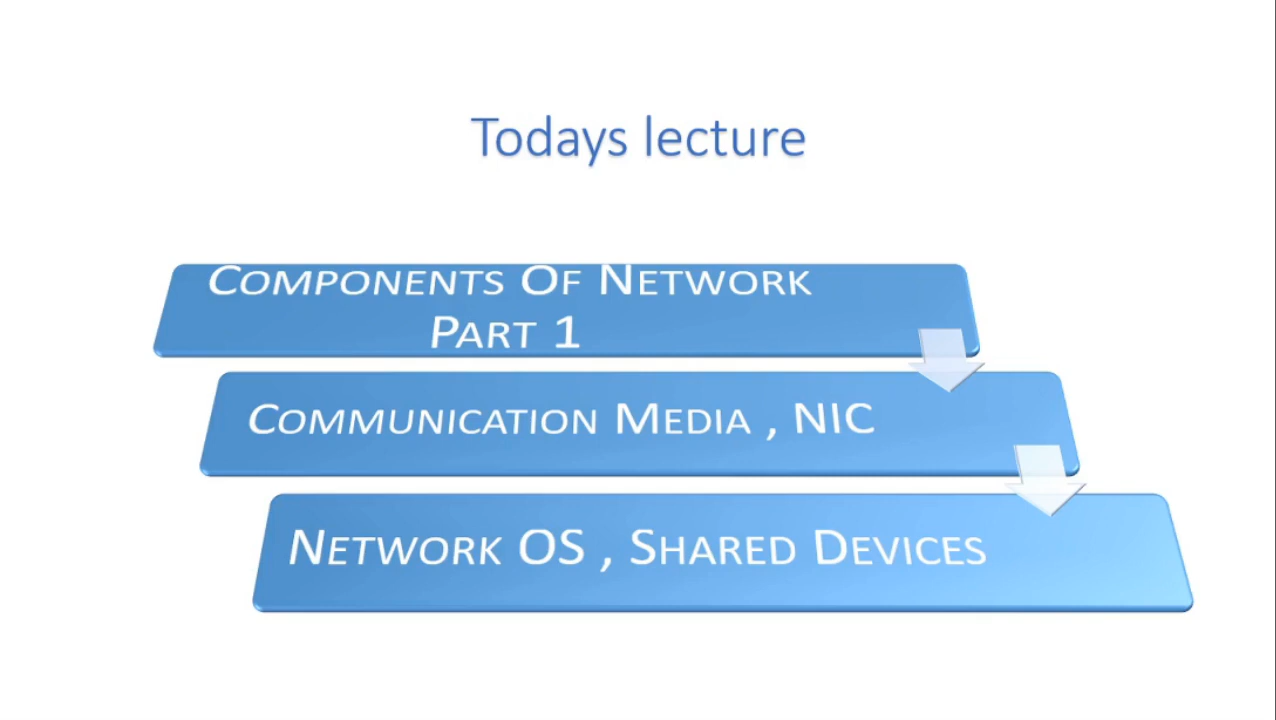 Todays lecture
Components Of Network
Part 1
Communication Media , NIC
Network OS , Shared Devices